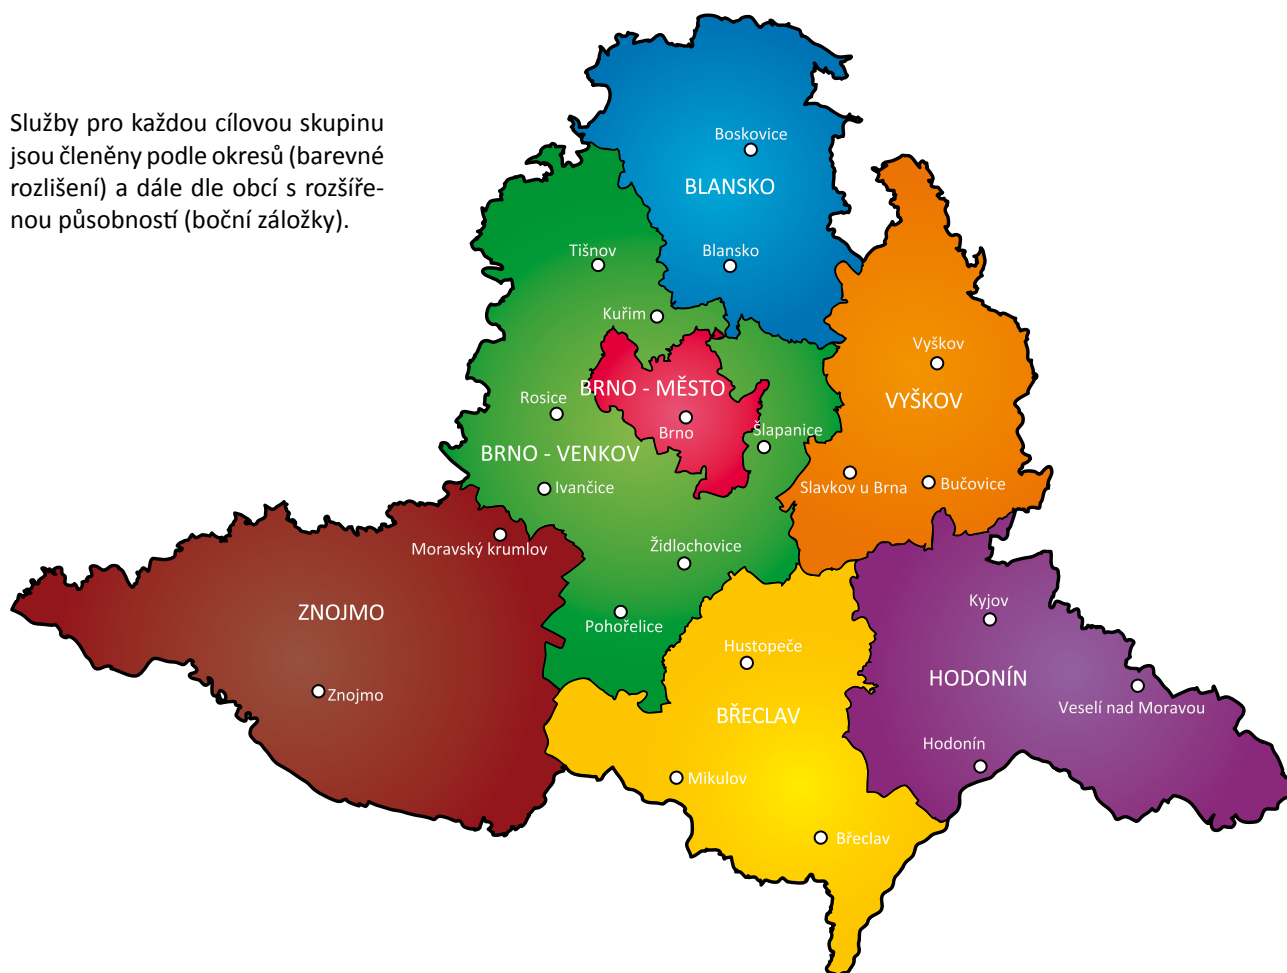 Služby pro každou cílovou skupinu
jsou členěny podle okresů (barevné
rozlišení) a dále dle obcí s rozšíře-
nou působností (boční záložky).
Boskovice
BLANSKO
Blansko
Tišnov
Kuřim
Vyškov
VYŠKOV
BRNO - MĚSTO
Rosice
Brno
Šlapanice
BRNO - VENKOV
Slavkov u Brna
Bučovice
Ivančice
Moravský krumlov
Židlochovice
ZNOJMO
Kyjov
Pohořelice
Hustopeče
HODONÍN
Znojmo
Veselí nad Moravou
BŘECLAV
Hodonín
Mikulov
Břeclav